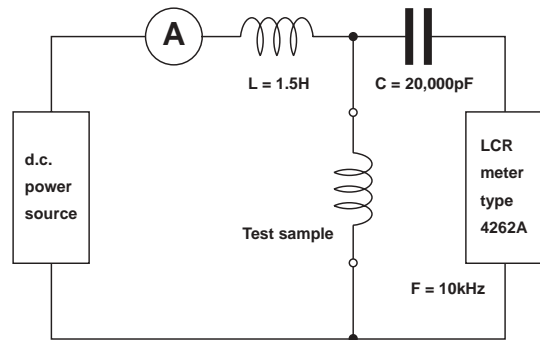 A
L = 1.5H
C = 20,000pF
d.c.
power
source
LCR
meter
type
4262A
Test sample
F = 10kHz